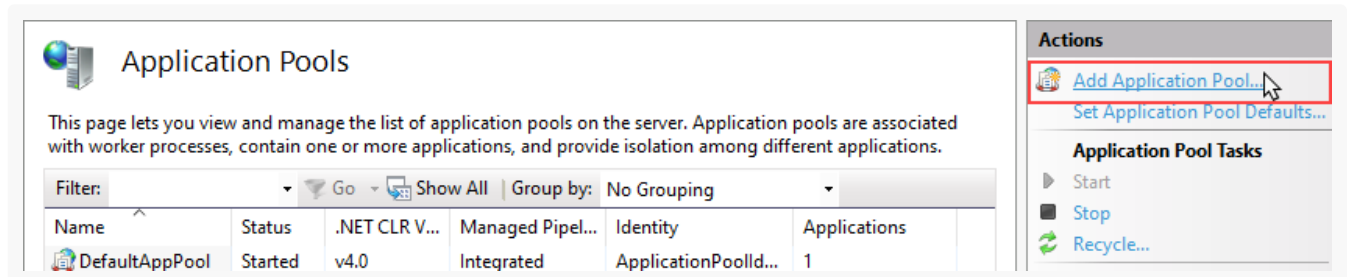 Application Pools
This page lets you view and manage the list of application pools on the server. Application pools are associated
with worker processes, contain one or more applications, and provide isolation among different applications.
Filter: Go Show All Group by: No Grouping
Name Status .NET CLR V... Managed Pipel... Identity Applications
DefaultAppPool Started v4.0 Integrated ApplicationPoolId... 1
Actions
Add Application Pool...
Set Application Pool Defaults...
Application Pool Tasks
Start
Stop
Recycle...